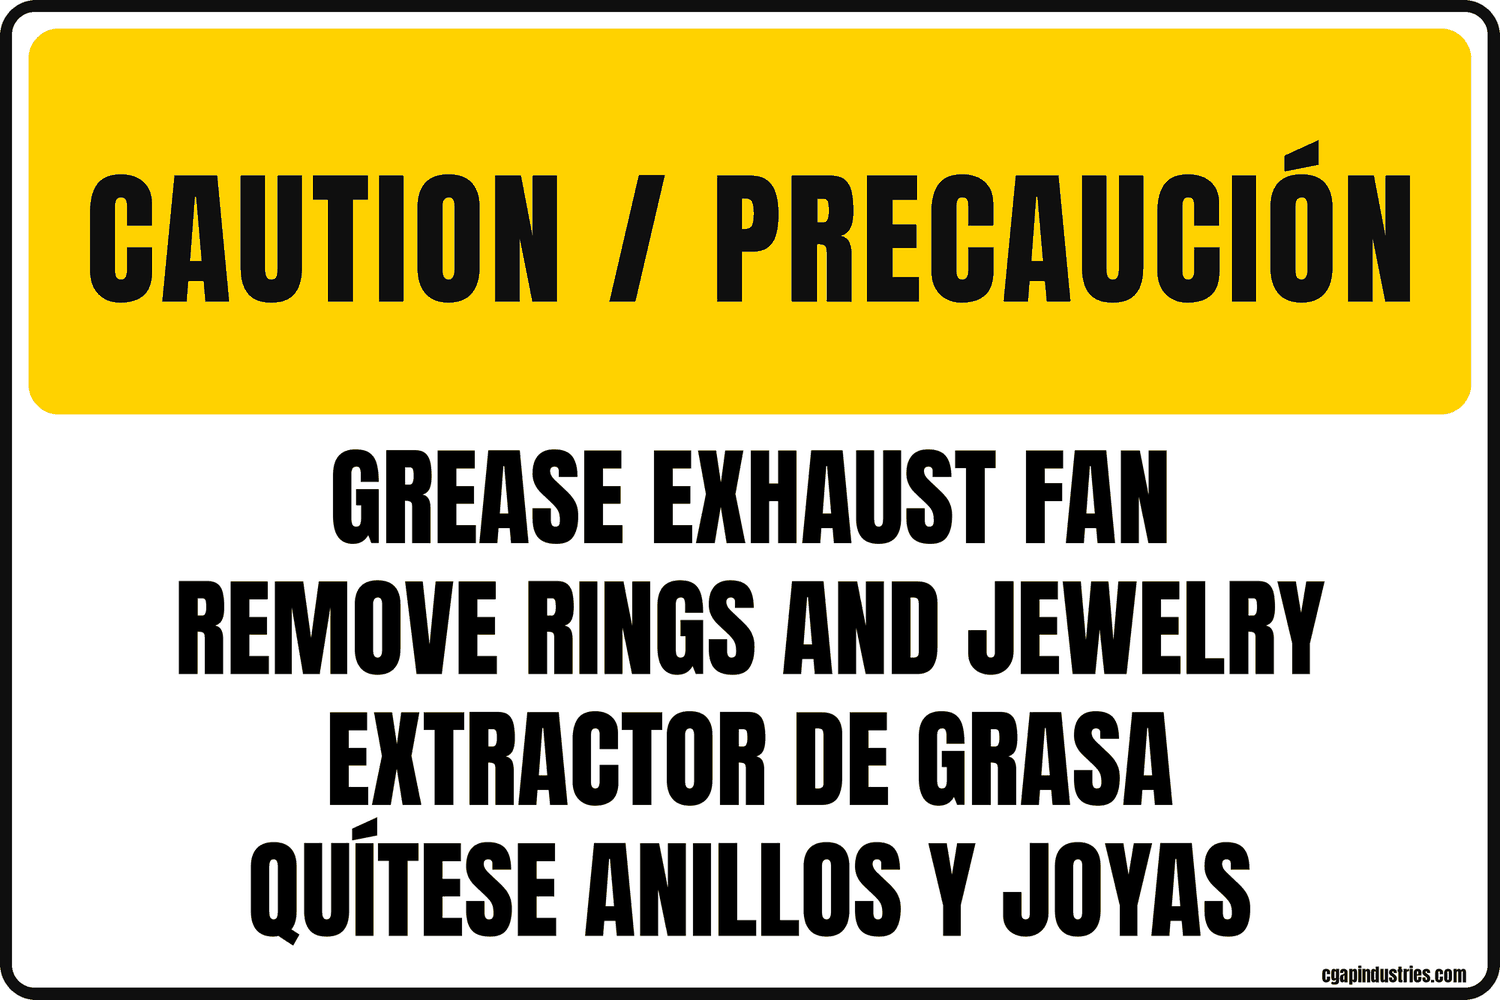 CAUTION / PRECAUCIÓN
GREASE EXHAUST FAN
REMOVE RINGS AND JEWELRY
EXTRACTOR DE GRASA
QUÍTESE ANILLOS Y JOYAS
cgapindustries.com